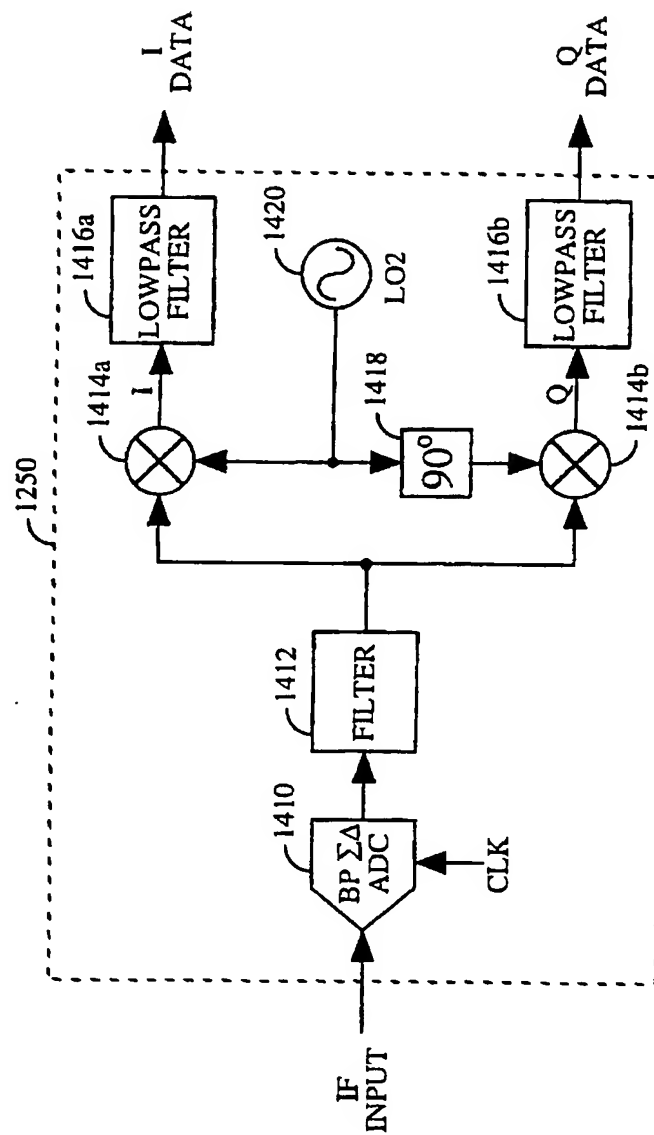 1250
IF
INPUT
1410
BP ΣΔ
ADC
CLK
1412
FILTER
1414a
I
1416a
LOWPASS
FILTER
I
DATA
1420
LO2
1418
90°
1414b
Q
1416b
LOWPASS
FILTER
Q
DATA